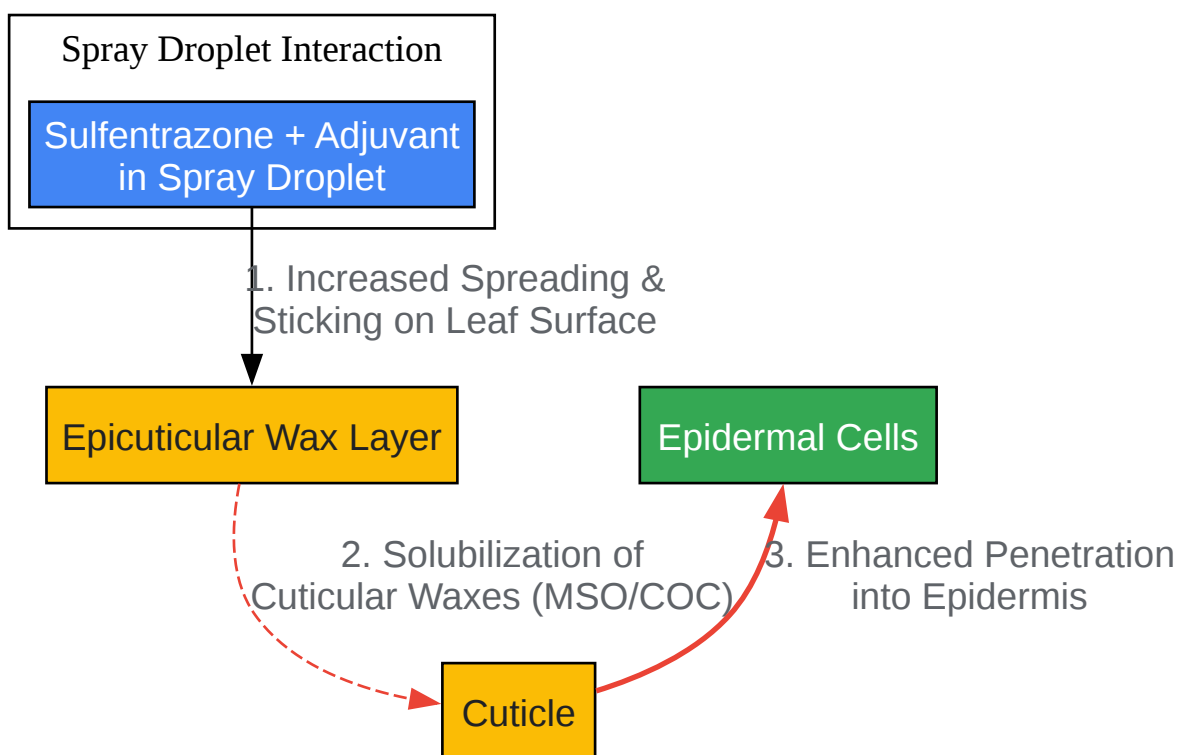 Spray Droplet Interaction
Sulfentrazone + Adjuvant
in Spray Droplet
1. Increased Spreading &
Sticking on Leaf Surface
Epicuticular Wax Layer
Epidermal Cells
2. Solubilization of
Cuticular Waxes (MSO/COC)
3. Enhanced Penetration
into Epidermis
Cuticle